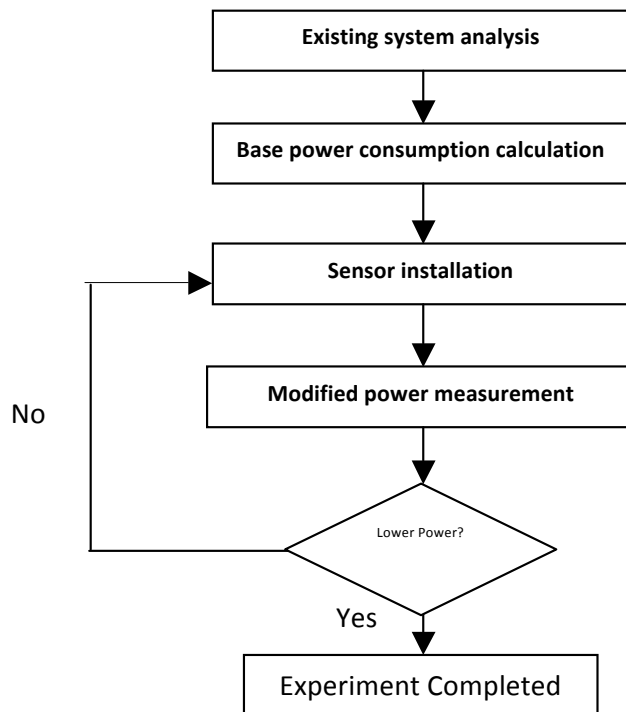 Existing system analysis
Base power consumption calculation
Sensor installation
Modified power measurement
No
Lower Power?
Yes
Experiment Completed